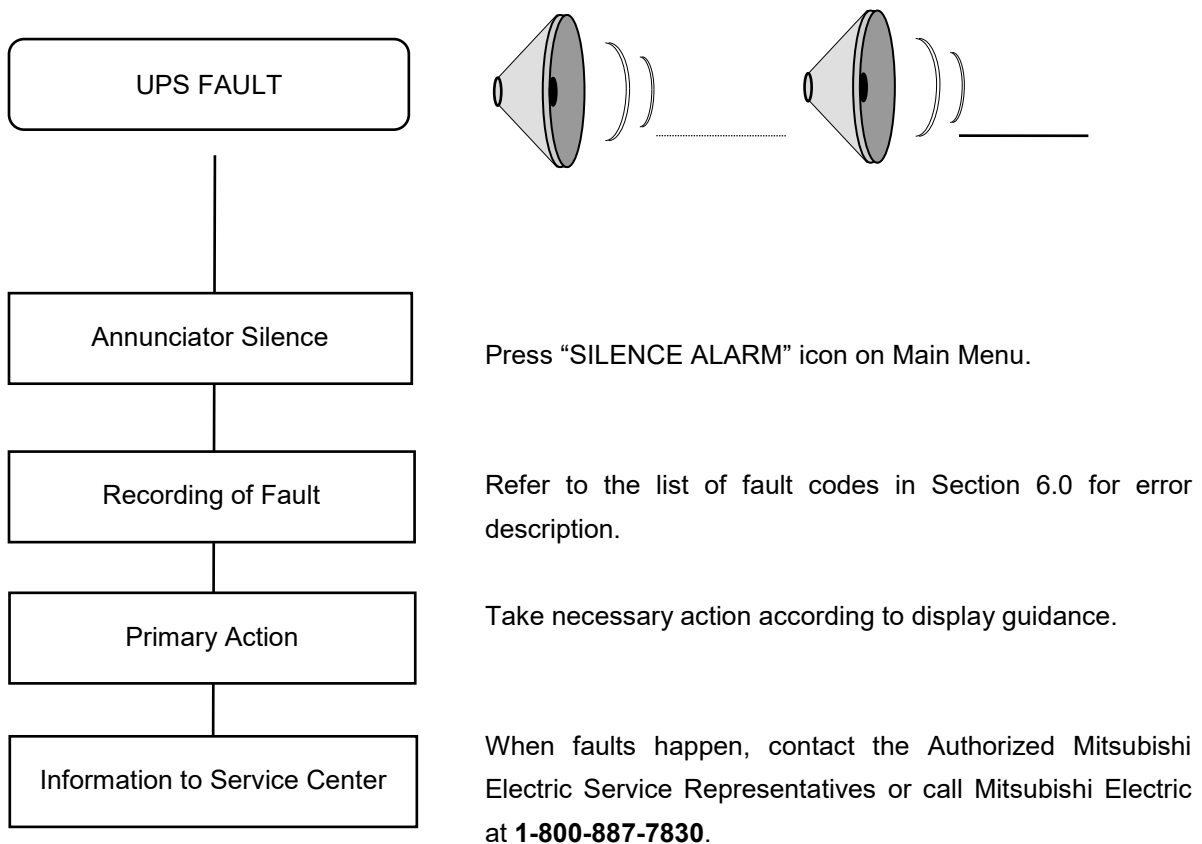 UPS FAULT
Annunciator Silence
Press “SILENCE ALARM” icon on Main Menu.
Recording of Fault
Refer to the list of fault codes in Section 6.0 for error
description.
Primary Action
Take necessary action according to display guidance.
Information to Service Center
When faults happen, contact the Authorized Mitsubishi
Electric Service Representatives or call Mitsubishi Electric
at 1-800-887-7830.